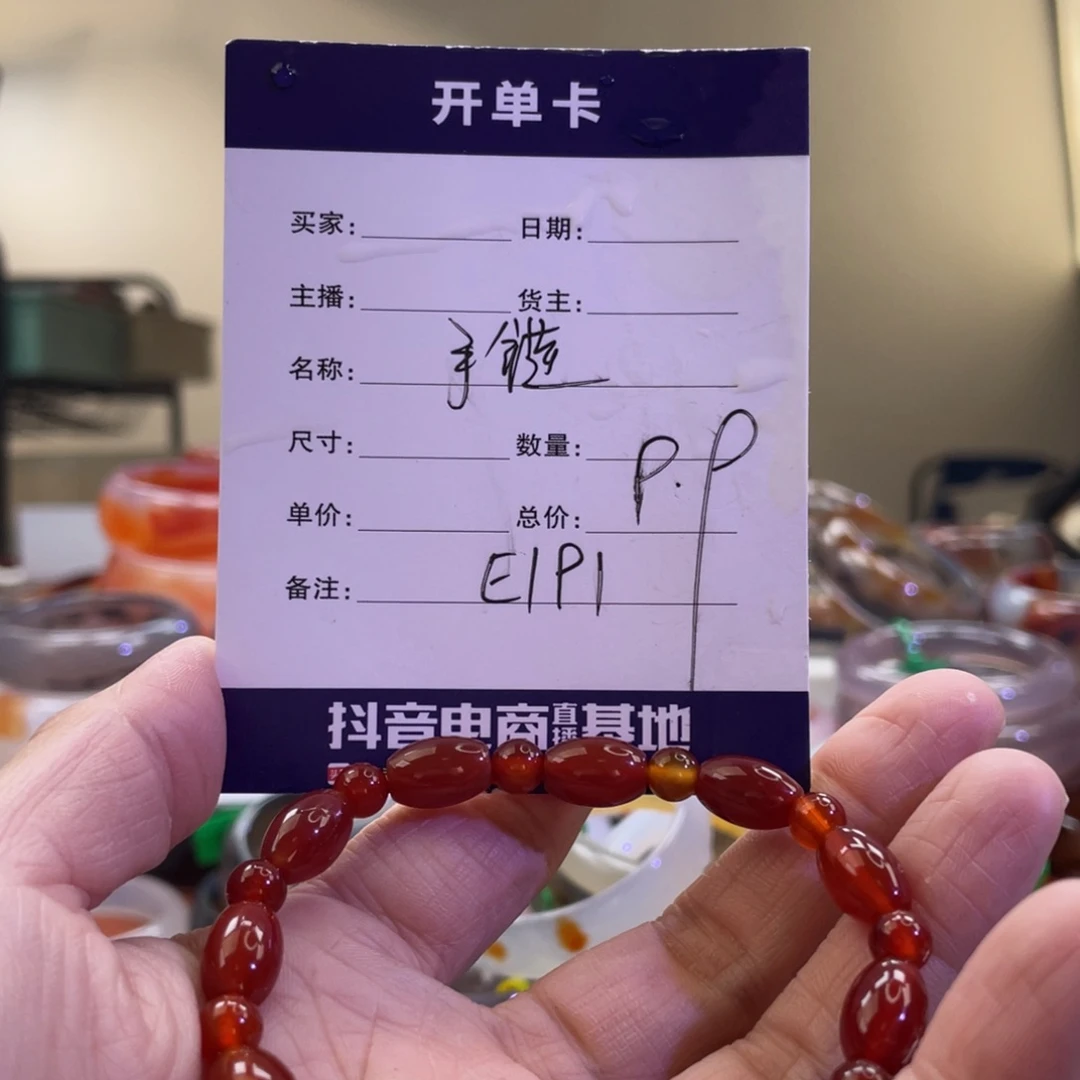 开单卡
买家: 日期:
主播: 货主:
名称: 手镯
尺寸: 数量: P.P
单价: 总价:
备注: E1P1
抖音电商直播基地